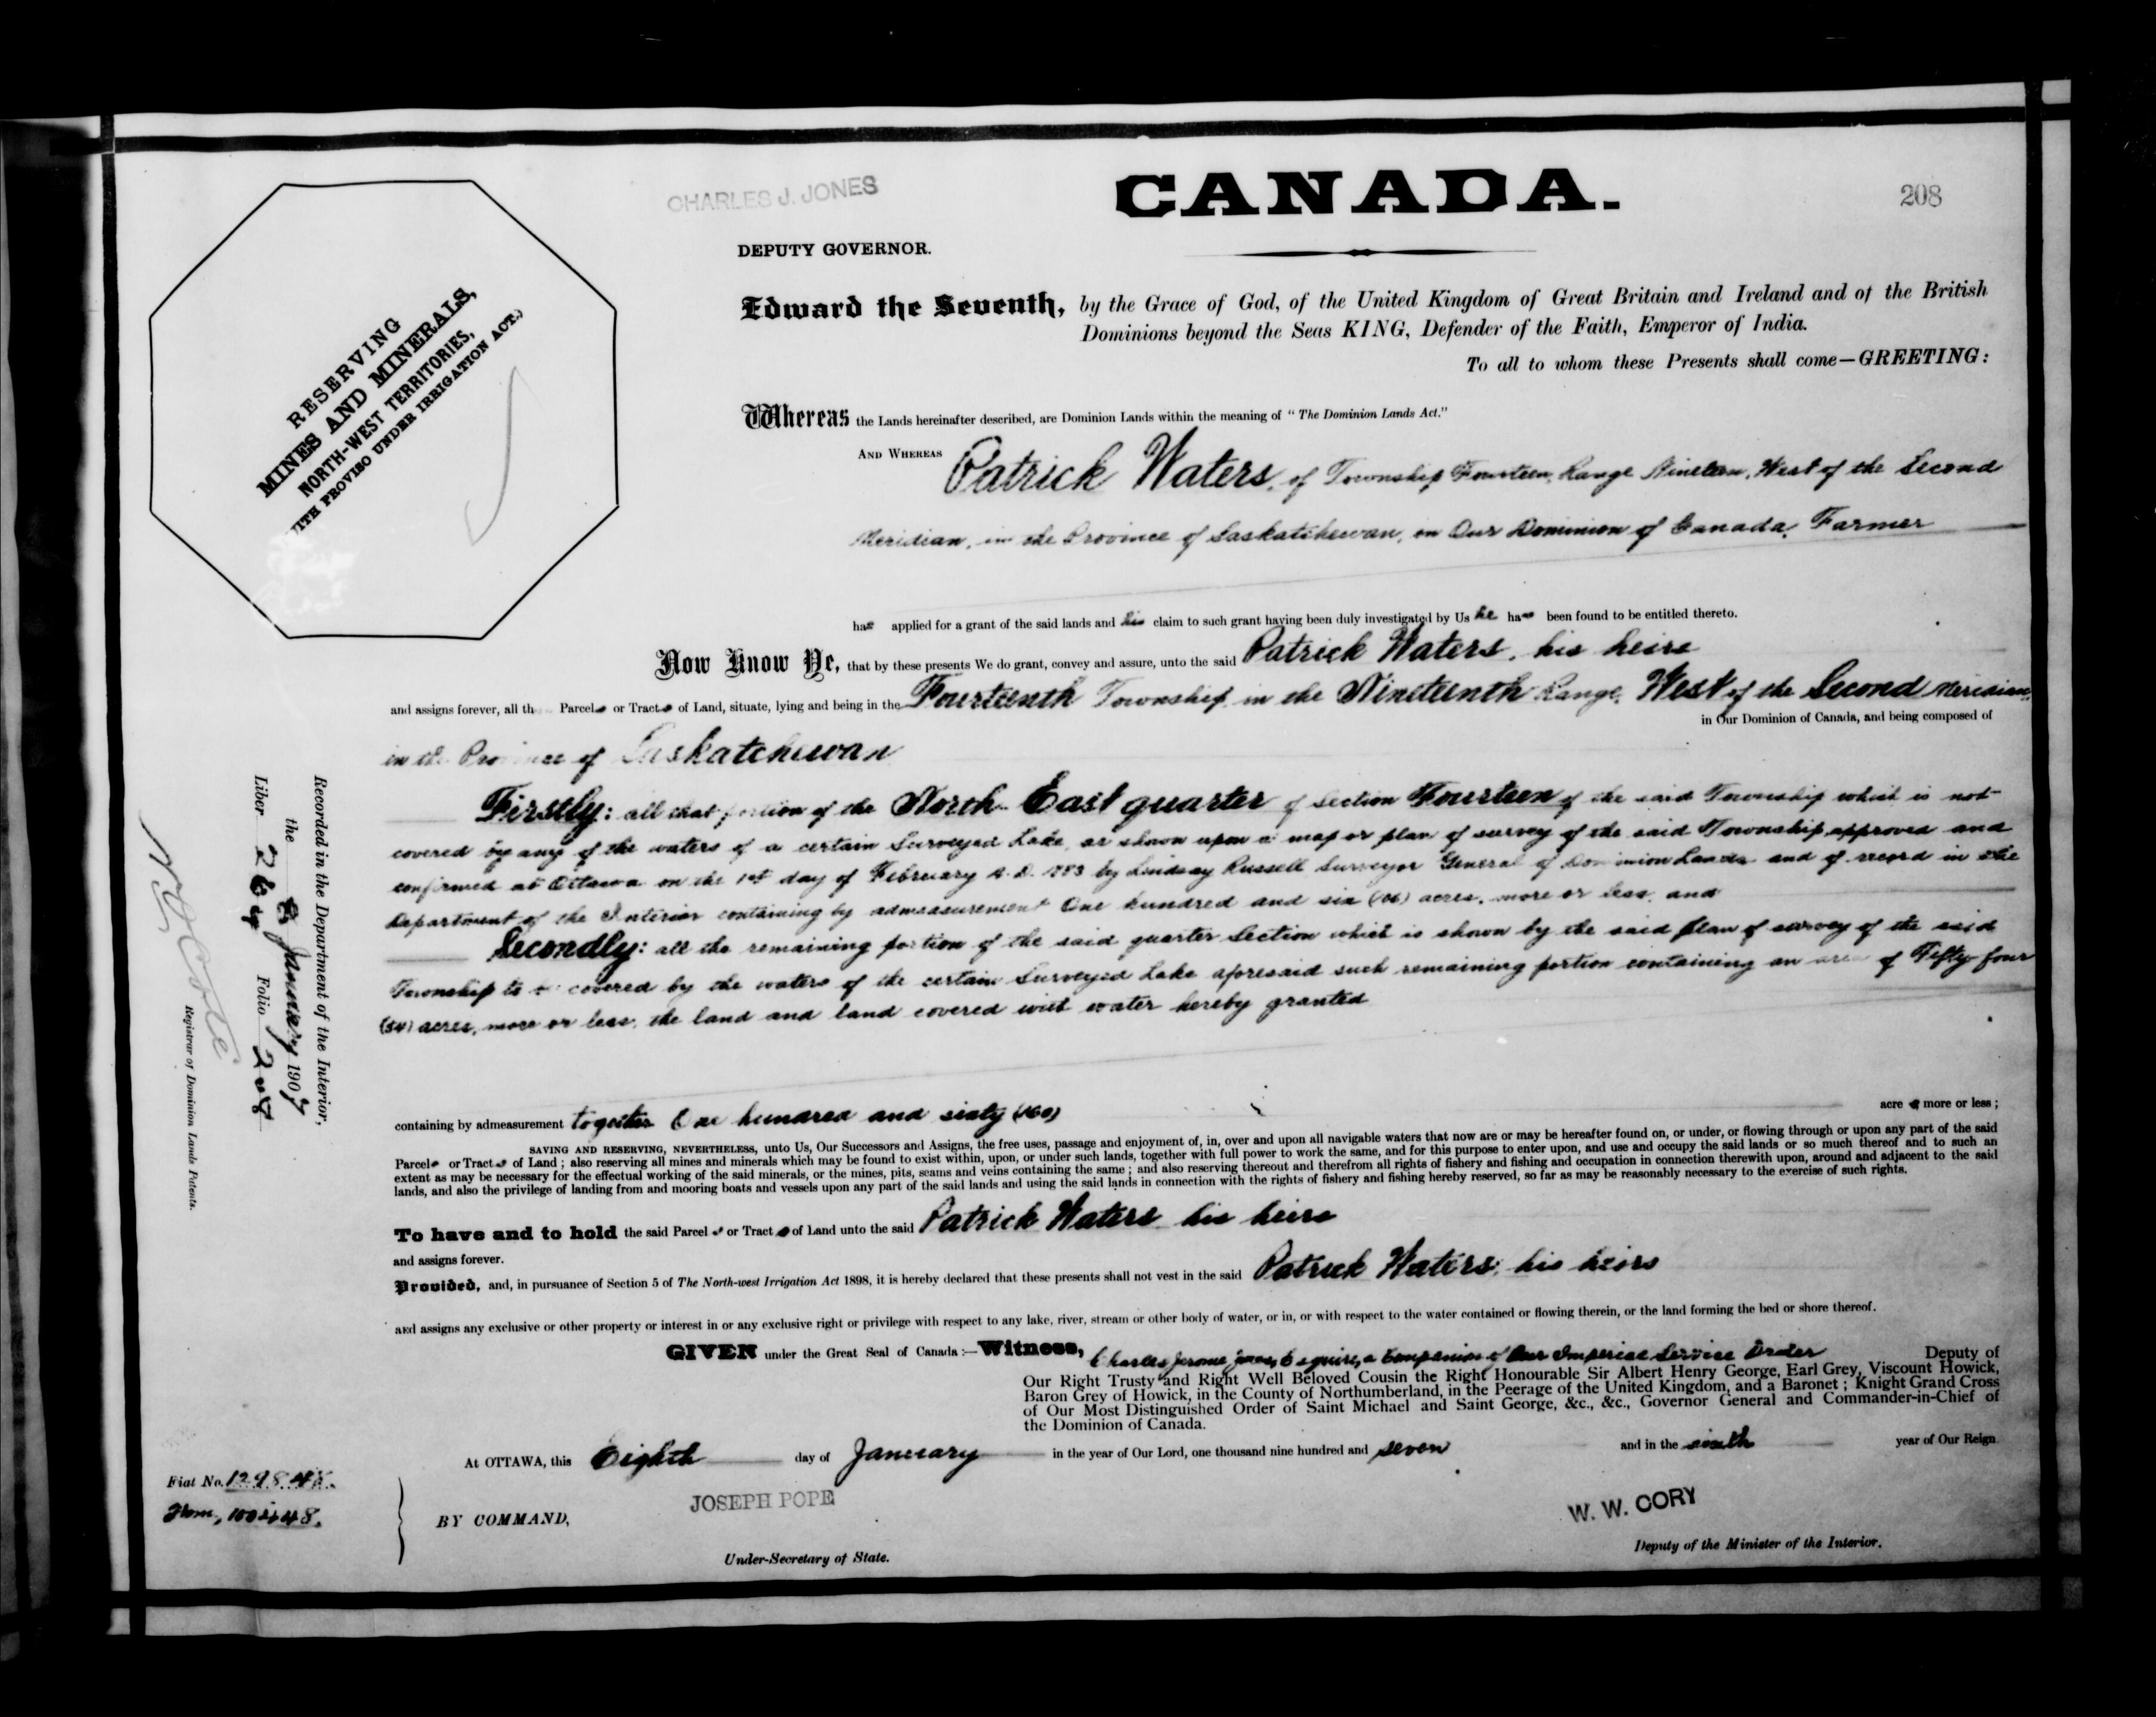 CHARLES J. JONES
CANADA.
208
DEPUTY GOVERNOR.
RESERVING
MINES AND MINERALS,
NORTH-WEST TERRITORIES,
WITH PROVISO UNDER IRRIGATION ACT.)
Edward the Seventh, by the Grace of God, of the United Kingdom of Great Britain and Ireland and of the British
Dominions beyond the Seas KING, Defender of the Faith, Emperor of India.
To all to whom these Presents shall come—GREETING:
Whereas the Lands hereinafter described, are Dominion Lands within the meaning of "The Dominion Lands Act."
AND WHEREAS Patrick Waters, of Township Fourteen, Range Nineteen, West of the Second
Meridian, in the Province of Saskatchewan, in Our Dominion of Canada, Farmer
has applied for a grant of the said lands and his claim to such grant having been duly investigated by Us he has been found to be entitled thereto.
Now Know Ye, that by these presents We do grant, convey and assure, unto the said Patrick Waters, his heirs
and assigns forever, all th Parcels or Tracts of Land, situate, lying and being in the Fourteenth Township in the Nineteenth Range, West of the Second Meridian,
in the Province of Saskatchewan in Our Dominion of Canada, and being composed of
Firstly: all that portion of the North East quarter of Section Fourteen of the said Township which is not
covered by any of the waters of a certain Surveyed Lake, as shown upon a map or plan of survey of the said Township approved and
confirmed at Ottawa on the 1st day of February A.D. 1883 by Lindsay Russell Surveyor General of Dominion Lands and of record in the
Department of the Interior containing by admeasurement One hundred and six (106) acres, more or less, and
Secondly: all the remaining portion of the said quarter Section which is shown by the said plan of survey of the said
Township to be covered by the waters of the certain Surveyed Lake aforesaid such remaining portion containing an area of Fifty four
(54) acres, more or less, the land and land covered with water hereby granted
containing by admeasurement together One hundred and sixty (160) acres more or less;
SAVING AND RESERVING, NEVERTHELESS, unto Us, Our Successors and Assigns, the free uses, passage and enjoyment of, in, over and upon all navigable waters that now are or may be hereafter found on, or under, or flowing through or upon any part of the said
Parcels or Tracts of Land; also reserving all mines and minerals which may be found to exist within, upon, or under such lands, together with full power to work the same, and for this purpose to enter upon, and use and occupy the said lands or so much thereof and to such an
extent as may be necessary for the effectual working of the said minerals, or the mines, pits, seams and veins containing the same; and also reserving thereout and therefrom all rights of fishery and fishing and occupation in connection therewith upon, around and adjacent to the said
lands, and also the privilege of landing from and mooring boats and vessels upon any part of the said lands and using the said lands in connection with the rights of fishery and fishing hereby reserved, so far as may be reasonably necessary to the exercise of such rights.
To have and to hold the said Parcels or Tracts of Land unto the said Patrick Waters his heirs
and assigns forever.
Provided, and, in pursuance of Section 5 of The North-west Irrigation Act 1898, it is hereby declared that these presents shall not vest in the said Patrick Waters, his heirs
and assigns any exclusive or other property or interest in or any exclusive right or privilege with respect to any lake, river, stream or other body of water, or in, or with respect to the water contained or flowing therein, or the land forming the bed or shore thereof.
GIVEN under the Great Seal of Canada:—Witness, Charles Jerome Jones, Esquire, a Companion of Our Imperial Service Order Deputy of
Our Right Trusty and Right Well Beloved Cousin the Right Honourable Sir Albert Henry George, Earl Grey, Viscount Howick,
Baron Grey of Howick, in the County of Northumberland, in the Peerage of the United Kingdom, and a Baronet; Knight Grand Cross
of Our Most Distinguished Order of Saint Michael and Saint George, &c., &c., Governor General and Commander-in-Chief of
the Dominion of Canada.
At OTTAWA, this Eighth day of January in the year of Our Lord, one thousand nine hundred and seven and in the sixth year of Our Reign
BY COMMAND,
JOSEPH POPE
Under-Secretary of State.
W. W. CORY
Deputy of the Minister of the Interior.
Fiat No. 129848.
Recorded in the Department of the Interior,
the 8 January 1907
Liber 264 Folio 208
N. O. Coté
Registrar of Dominion Lands Patents.